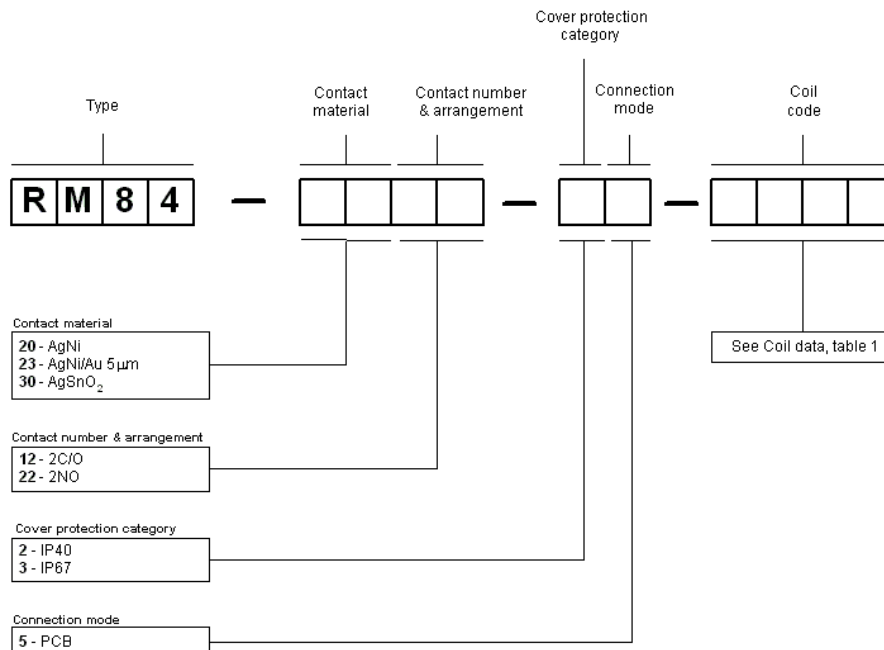 Cover protection
category
Type
Contact
material
Contact number
& arrangement
Connection
mode
Coil
code
RM84 – –  –
Contact material
20 - AgNi
23 - AgNi/Au 5µm
30 - AgSnO₂
See Coil data, table 1
Contact number & arrangement
12 - 2C/O
22 - 2NO
Cover protection category
2 - IP40
3 - IP67
Connection mode
5 - PCB